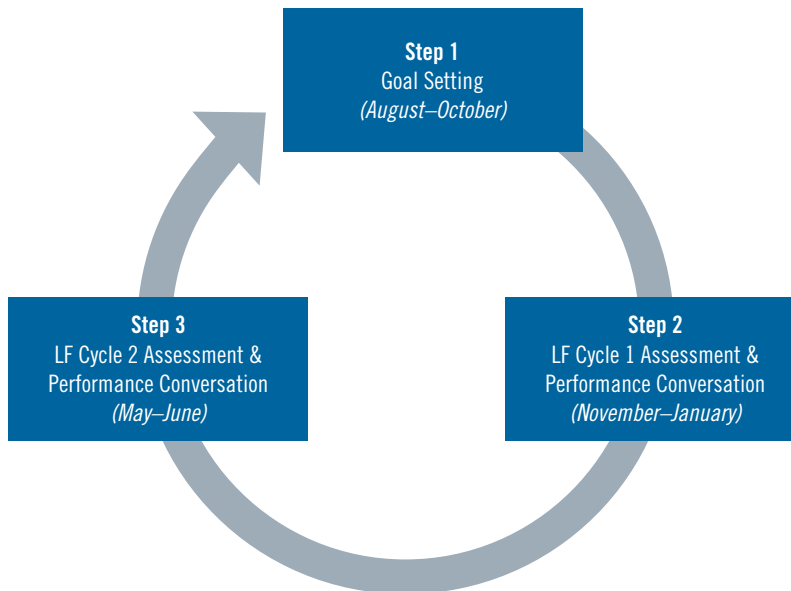 Step 1
Goal Setting
(August–October)
Step 3
LF Cycle 2 Assessment &
Performance Conversation
(May–June)
Step 2
LF Cycle 1 Assessment &
Performance Conversation
(November–January)